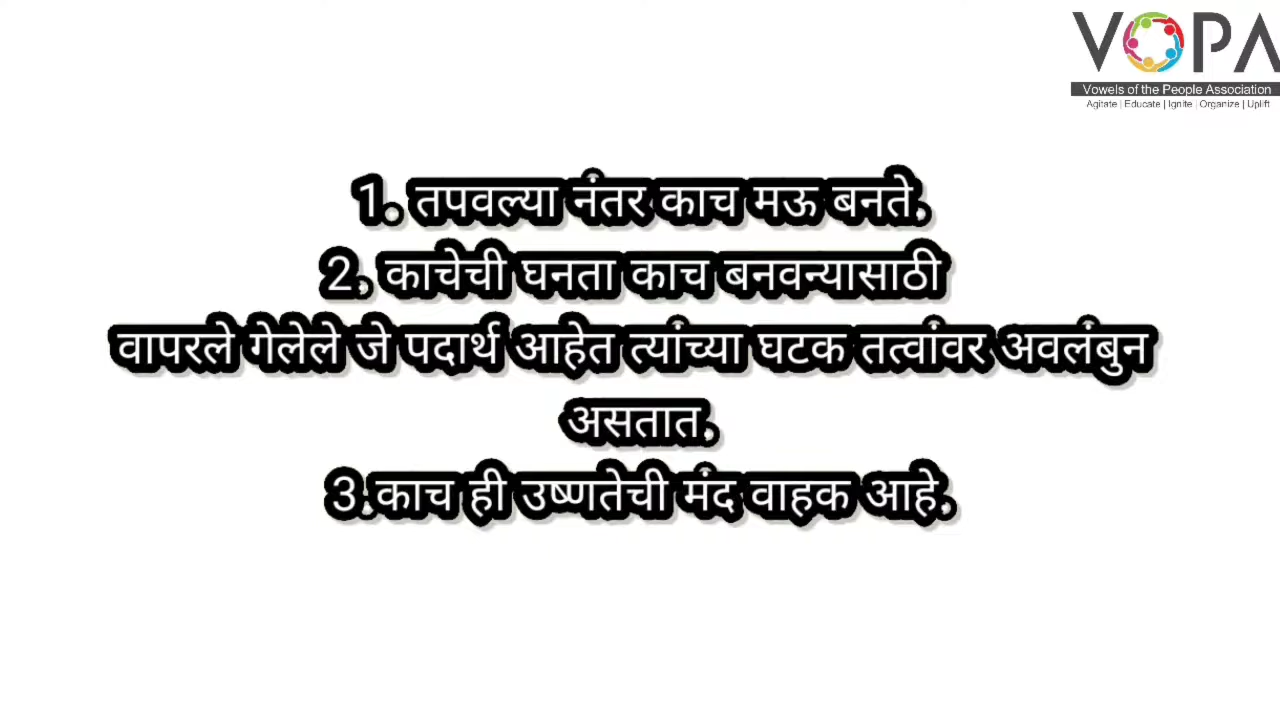 VOPA
Vowels of the People Association
Agitate | Educate | Ignite | Organize | Uplift
1. तपवल्या नंतर काच मऊ बनते.
2. काचेची घनता काच बनवन्यासाठी
वापरले गेलेले जे पदार्थ आहेत त्यांच्या घटक तत्वांवर अवलंबुन
असतात.
3.काच ही उष्णतेची मंद वाहक आहे.